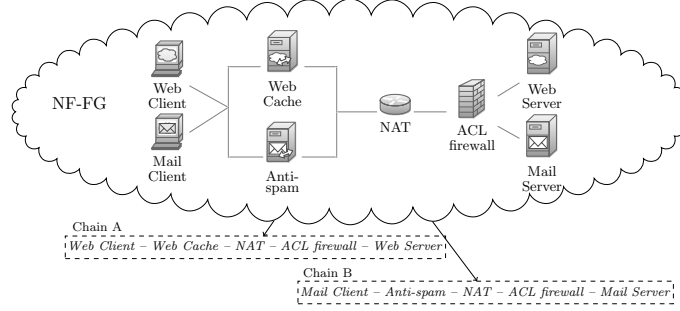 NF-FG
Web
Client
Mail
Client
Web
Cache
Anti-
spam
NAT
ACL
firewall
Web
Server
Mail
Server
Chain A
Web Client – Web Cache – NAT – ACL firewall – Web Server
Chain B
Mail Client – Anti-spam – NAT – ACL firewall – Mail Server